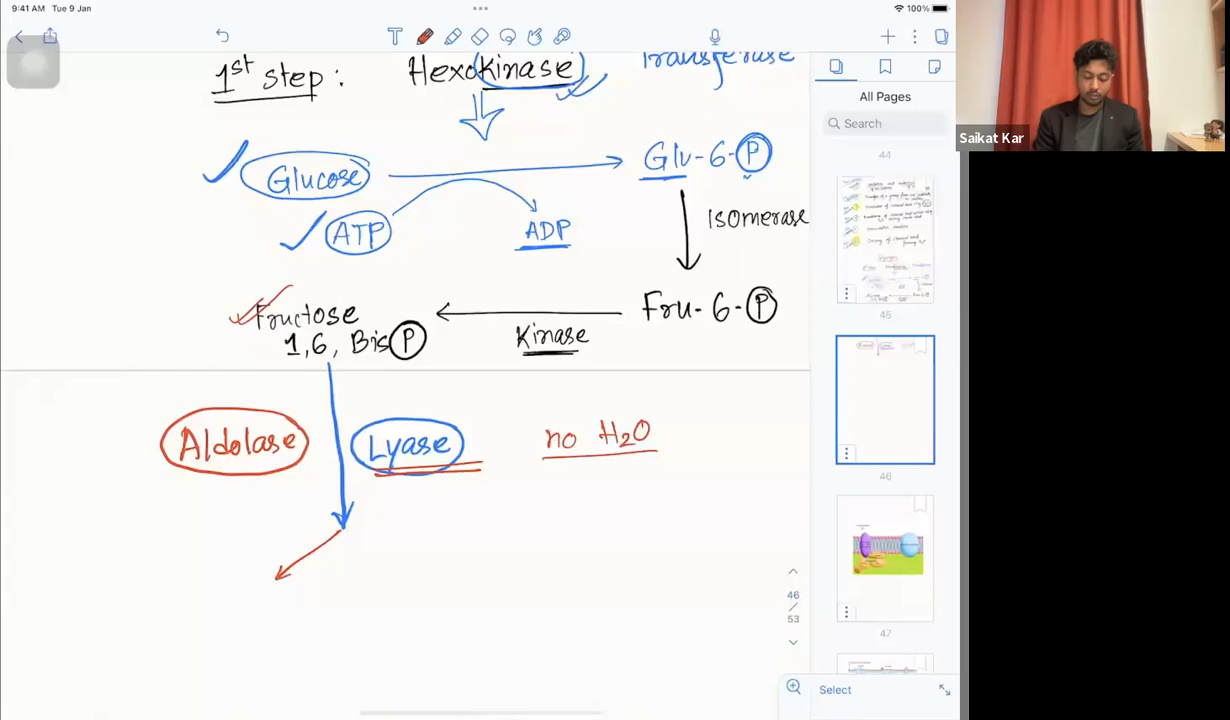 9:41 AM Tue 9 Jan
100%
1st step : Hexokinase Transferase
Glucose Glu-6-P
ATP ADP
Isomerase
Fructose Fru-6-P
1,6, Bis P
Kinase
Aldolase Lyase no H2O
46
/
53
All Pages
Search
44
45
46
47
Select
Saikat Kar